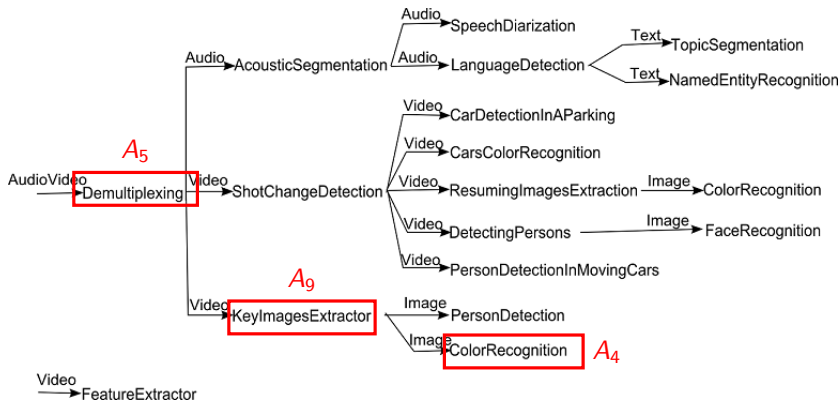 Audio SpeechDiarization
Audio AcousticSegmentation Audio LanguageDetection Text TopicSegmentation
Text NamedEntityRecognition
Video CarDetectionInAParking
A5 Video CarsColorRecognition
AudioVideo Demultiplexing Video ShotChangeDetection Video ResumingImagesExtraction Image ColorRecognition
Video DetectingPersons Image FaceRecognition
A9 Video PersonDetectionInMovingCars
Video KeyImagesExtractor Image PersonDetection
Image ColorRecognition A4
Video FeatureExtractor